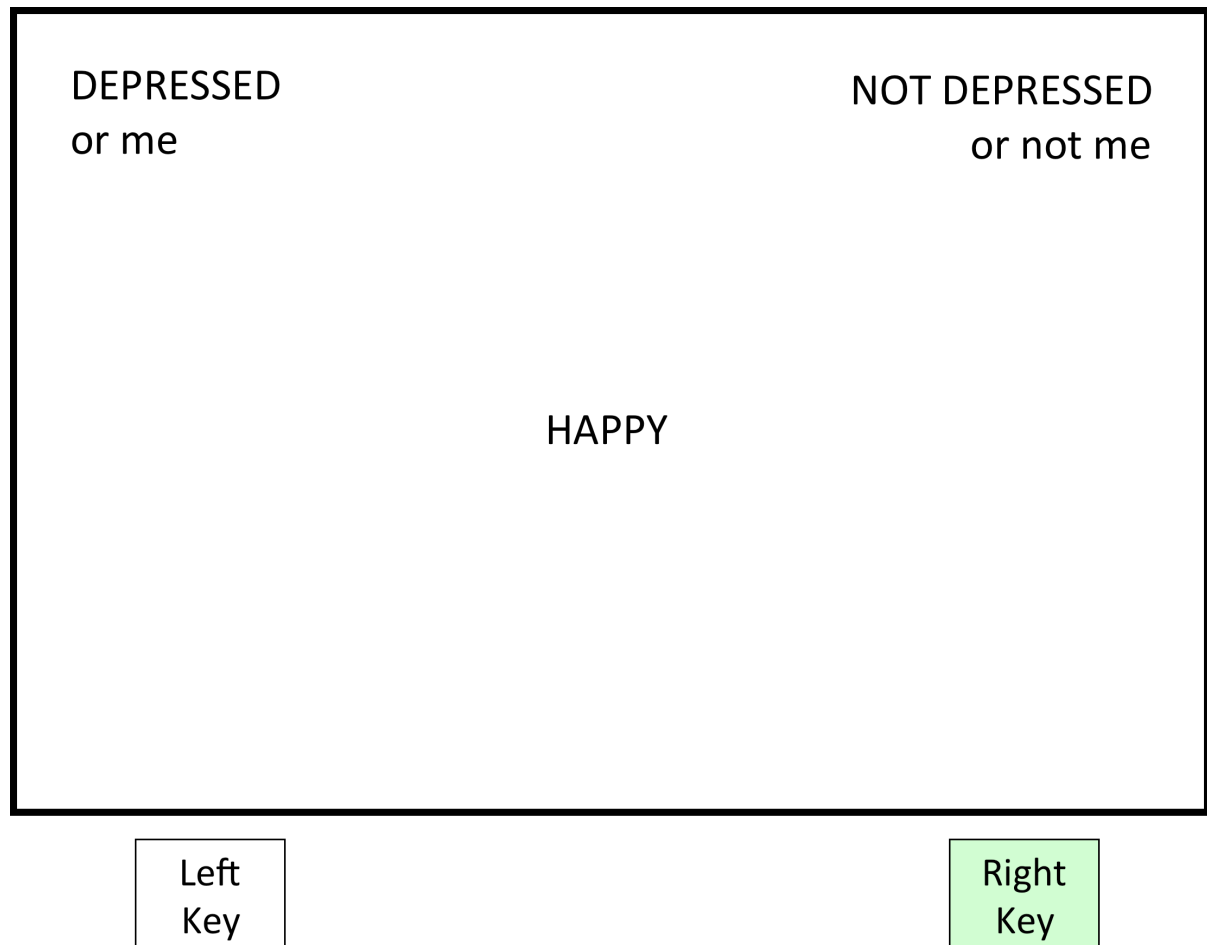 DEPRESSED
or me
NOT DEPRESSED
or not me
HAPPY
Left
Key
Right
Key